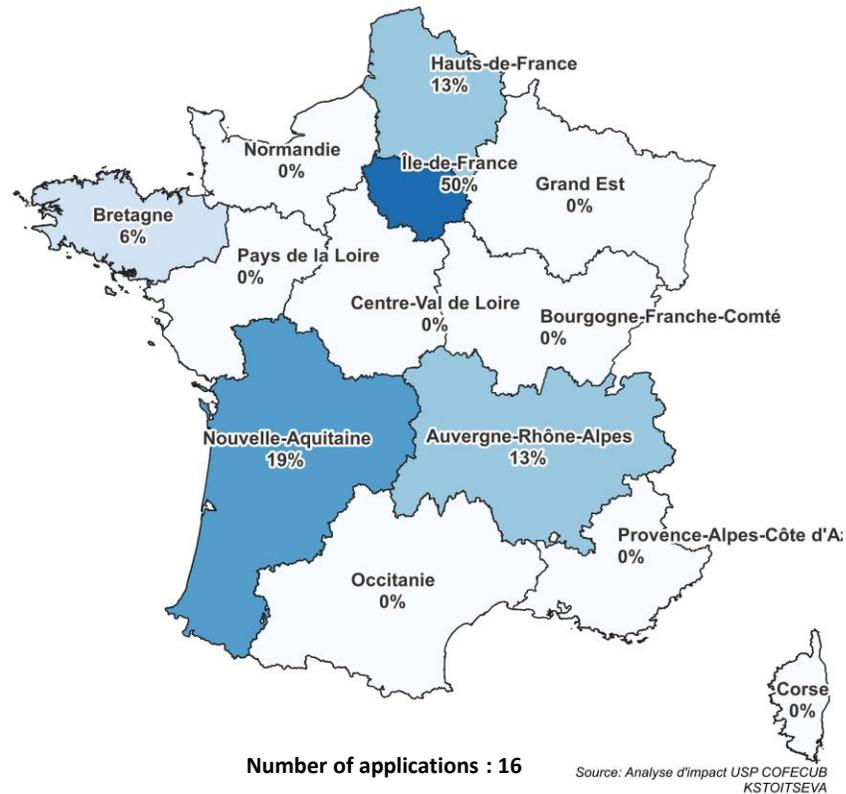 Hauts-de-France
13%
Normandie
0%
Île-de-France
50%
Grand Est
0%
Bretagne
6%
Pays de la Loire
0%
Centre-Val de Loire
0%
Bourgogne-Franche-Comté
0%
Nouvelle-Aquitaine
19%
Auvergne-Rhône-Alpes
13%
Provence-Alpes-Côte d'Az
0%
Occitanie
0%
Corse
0%
Number of applications : 16
Source: Analyse d'impact USP COFECUB
KSTOITSEVA